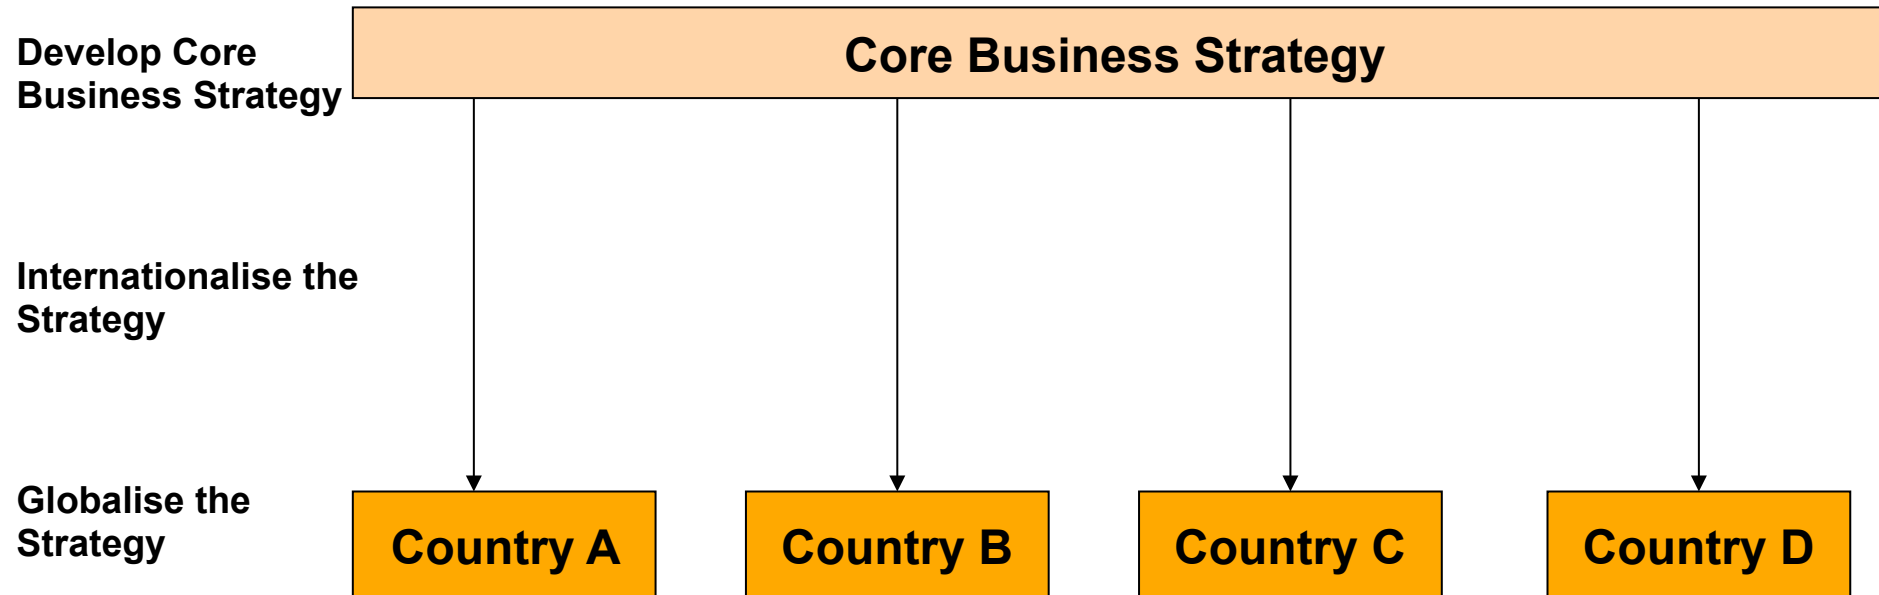 Develop Core
Business Strategy
Core Business Strategy
Internationalise the
Strategy
Globalise the
Strategy
Country A
Country B
Country C
Country D